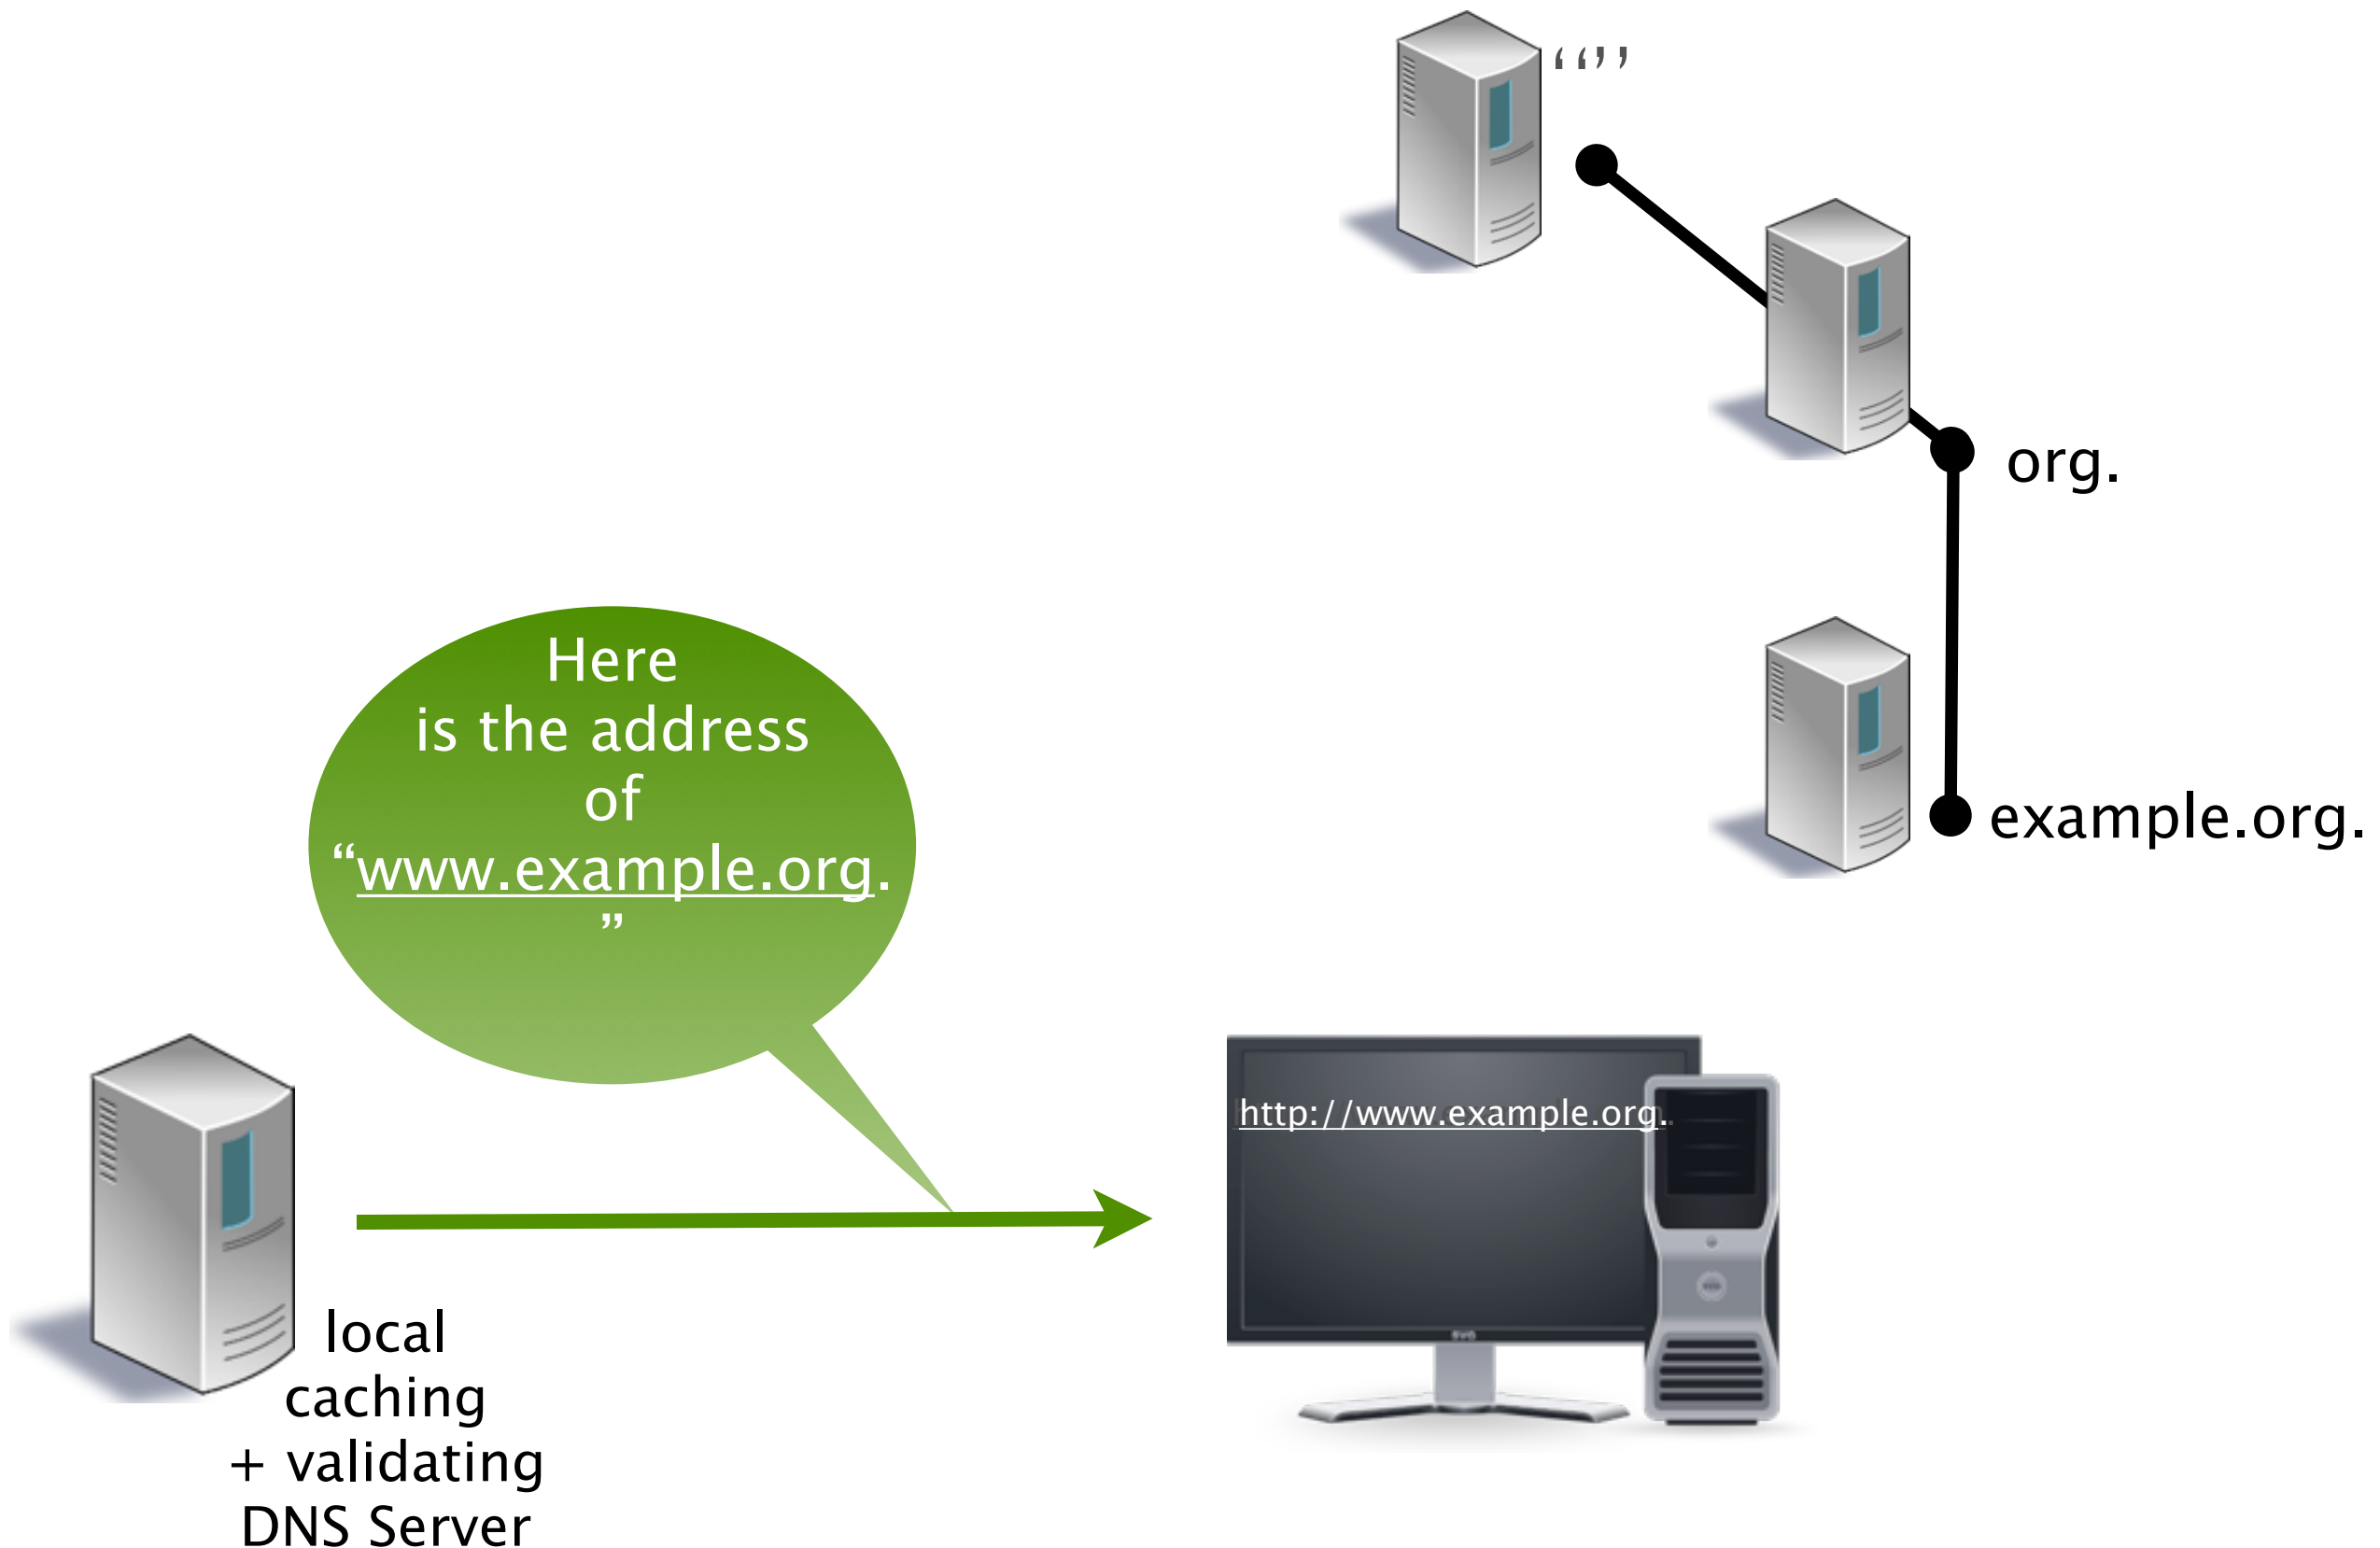 “”
org.
Here
is the address
of
“www.example.org.
”
example.org.
http://www.example.org.
local
caching
+ validating
DNS Server